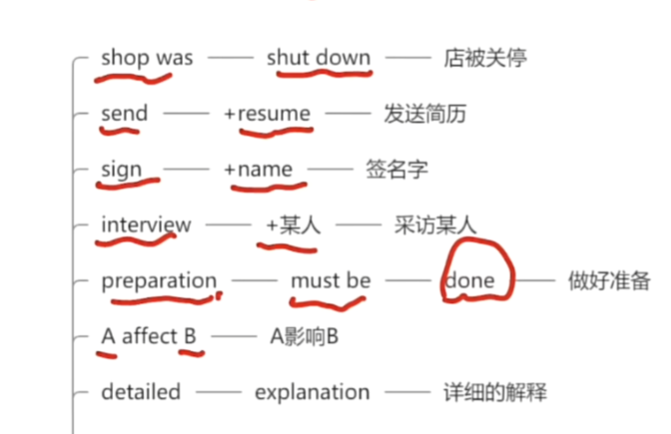 shop was shut down 店被关停
send +resume 发送简历
sign +name 签名字
interview +某人 采访某人
preparation must be done 做好准备
A affect B A影响B
detailed explanation 详细的解释